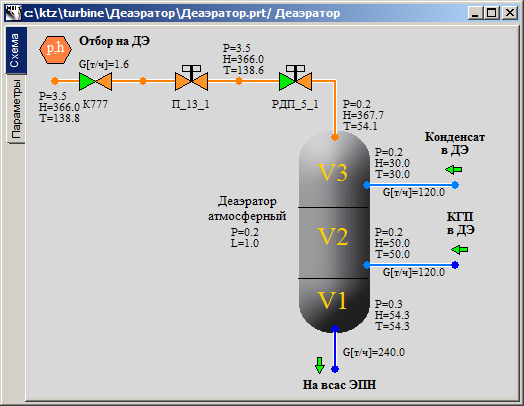 c:\ktz\turbine\Деаэратор\Деаэратор.prt/ Деаэратор
Схема
Параметры
p,h
Отбор на ДЭ
G[т/ч]=1.6
P=3.5
H=366.0
T=138.8
К777
П_13_1
P=3.5
H=366.0
T=138.6
РДП_5_1
P=0.2
H=367.7
T=54.1
Конденсат
в ДЭ
P=0.2
H=30.0
T=30.0
G[т/ч]=120.0
V3
Деаэратор
атмосферный
P=0.2
L=1.0
V2
КГП
в ДЭ
P=0.2
H=50.0
T=50.0
G[т/ч]=120.0
V1
P=0.3
H=54.3
T=54.3
G[т/ч]=240.0
На всас ЭПН